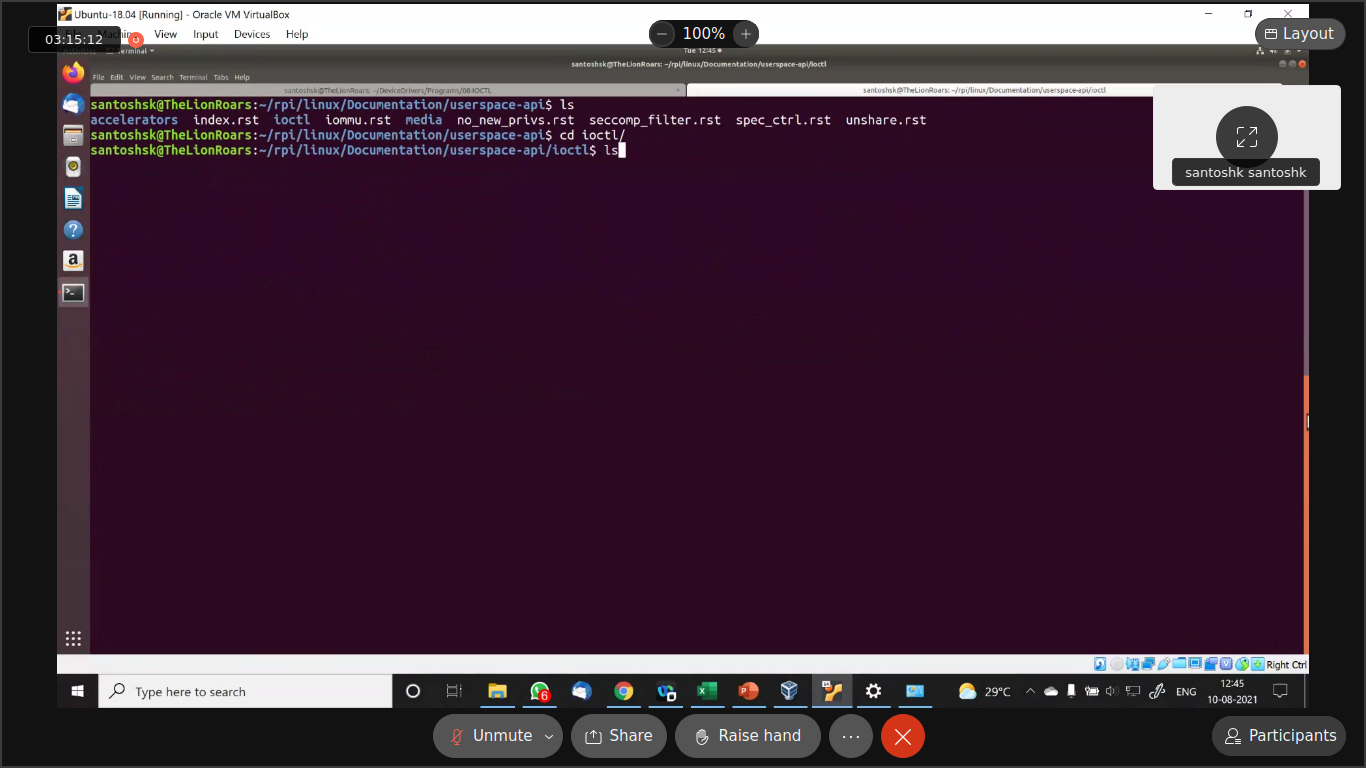 Ubuntu-18.04 [Running] - Oracle VM VirtualBox
View Input Devices Help
03:15:12
100%
Layout
Terminal
Tue 12:45
santoshsk@TheLionRoars: ~/rpi/linux/Documentation/userspace-api/ioctl
File Edit View Search Terminal Tabs Help
santoshsk@TheLionRoars: ~/DeviceDrivers/Programs/08-IOCTL
santoshsk@TheLionRoars: ~/rpi/linux/Documentation/userspace-api/ioctl
santoshsk@TheLionRoars:~/rpi/linux/Documentation/userspace-api$ ls
accelerators index.rst ioctl iommu.rst media no_new_privs.rst seccomp_filter.rst spec_ctrl.rst unshare.rst
santoshsk@TheLionRoars:~/rpi/linux/Documentation/userspace-api$ cd ioctl/
santoshsk@TheLionRoars:~/rpi/linux/Documentation/userspace-api/ioctl$ ls
santoshk santoshk
Right Ctrl
Type here to search
6
29°C
ENG
12:45
10-08-2021
Unmute
Share
Raise hand
Participants